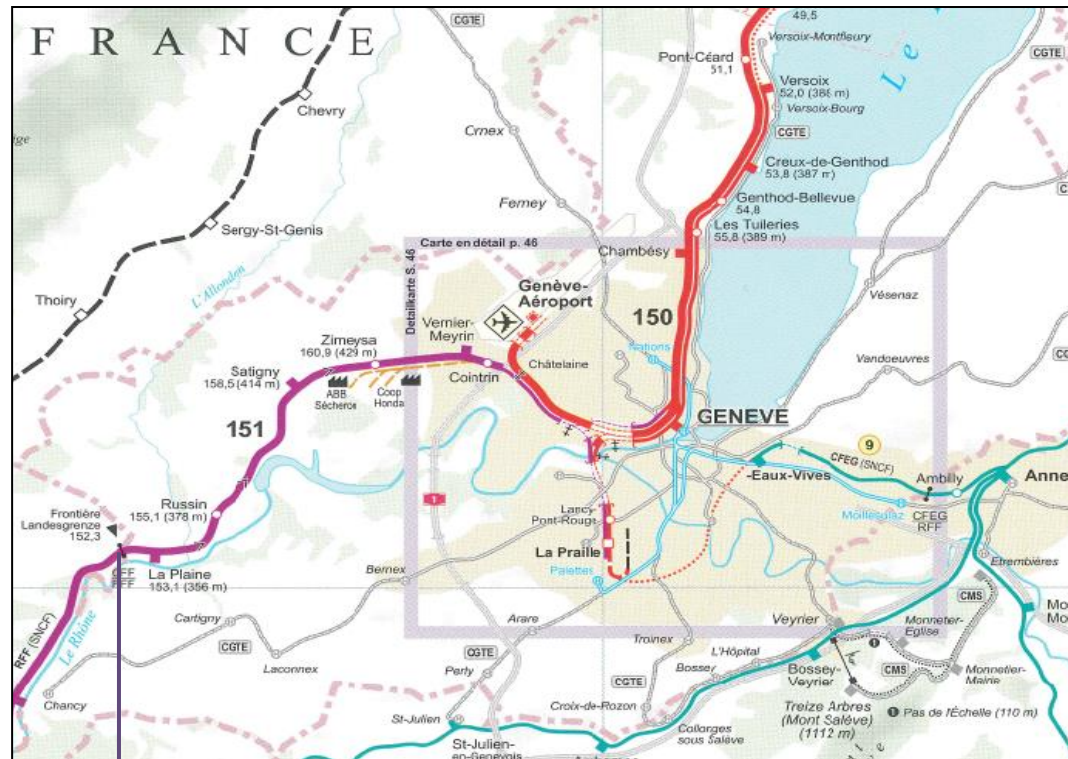 FRANCE
CGTE
49,5
Versoix-Montfleury
Pont-Céard
51,1
Versoix
52,0 (386 m)
Versoix-Bourg
CGTE
Chevry
Crnex
Creux-de-Genthod
53,8 (387 m)
Genthod-Bellevue
54,8
Les Tuileries
55,8 (389 m)
Ferney
Sergy-St-Genis
Carte en détail p. 46
Detailkarte S. 46
Chambésy
L'Allondon
Thoiry
Genève-
Aéroport
Vésenaz
150
Vernier-
Meyrin
Zimeysa
160,9 (429 m)
Nations
Châtelaine
Vandoeuvres
Satigny
158,5 (414 m)
Cointrin
ABB
Sécheron
Coop
Honda
151
GENEVE
9
CFEG (SNCF)
-Eaux-Vives
Ambilly
Anne
Moillesulaz
CFEG
RFF
1
Russin
155,1 (378 m)
Frontière
Landesgrenze
152,3
Lancy
Pont-Rouge
La Praille
Etrembières
La Plaine
153,1 (356 m)
CFF
RFF
Bernex
Palettes
CMS
Mo
Mo
RFF (SNCF)
Le Rhône
Cartigny
CGTE
Laconnex
Arare
Troinex
Veyrier
Monnetier-
Eglise
1
CMS
Monnetier-
Mairie
Chancy
CGTE
Perly
L'Hôpital
Bossey
Bossey-
Veyrier
CGTE
Croix-de-Rozon
Treize Arbres
(Mont Salève)
(1112 m)
1 Pas de l'Échelle (110 m)
St-Julien
Collonges
sous Salève
St-Julien-
en-Genevois